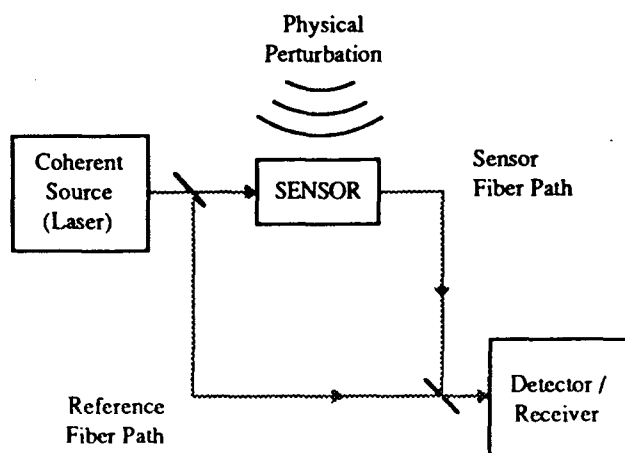 Physical
Perturbation
Coherent
Source
(Laser)
SENSOR
Sensor
Fiber Path
Reference
Fiber Path
Detector /
Receiver